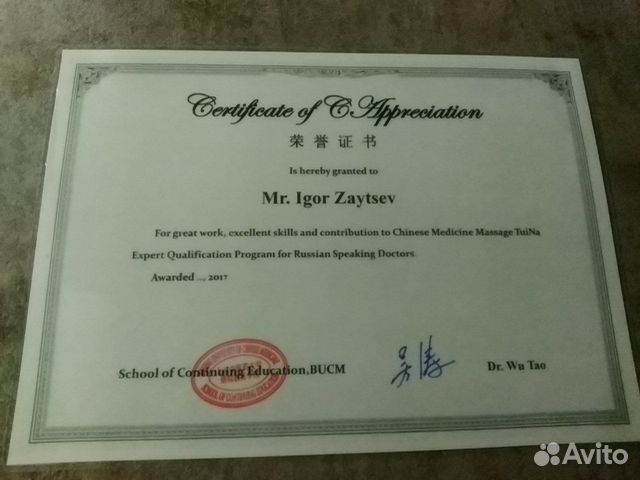 Certificate of Appreciation
荣誉证书
Is hereby granted to
Mr. Igor Zaytsev
For great work, excellent skills and contribution to Chinese Medicine Massage TuiNa
Expert Qualification Program for Russian Speaking Doctors
Awarded ..., 2017
School of Continuing Education,BUCM
Dr. Wu Tao
Avito